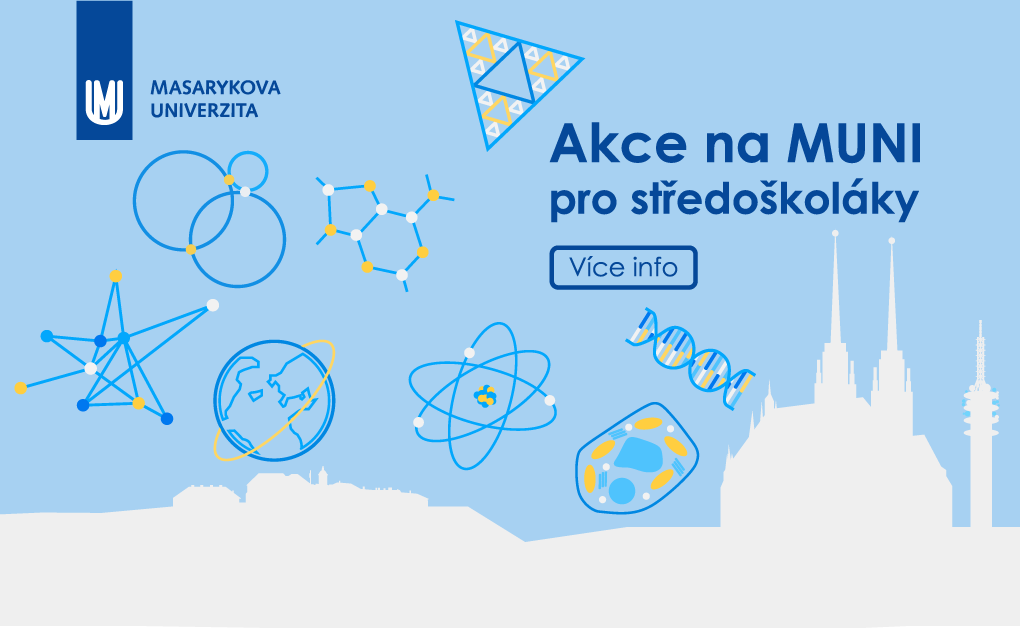 MASARYKOVA
UNIVERZITA
Akce na MUNI
pro středoškoláky
Více info